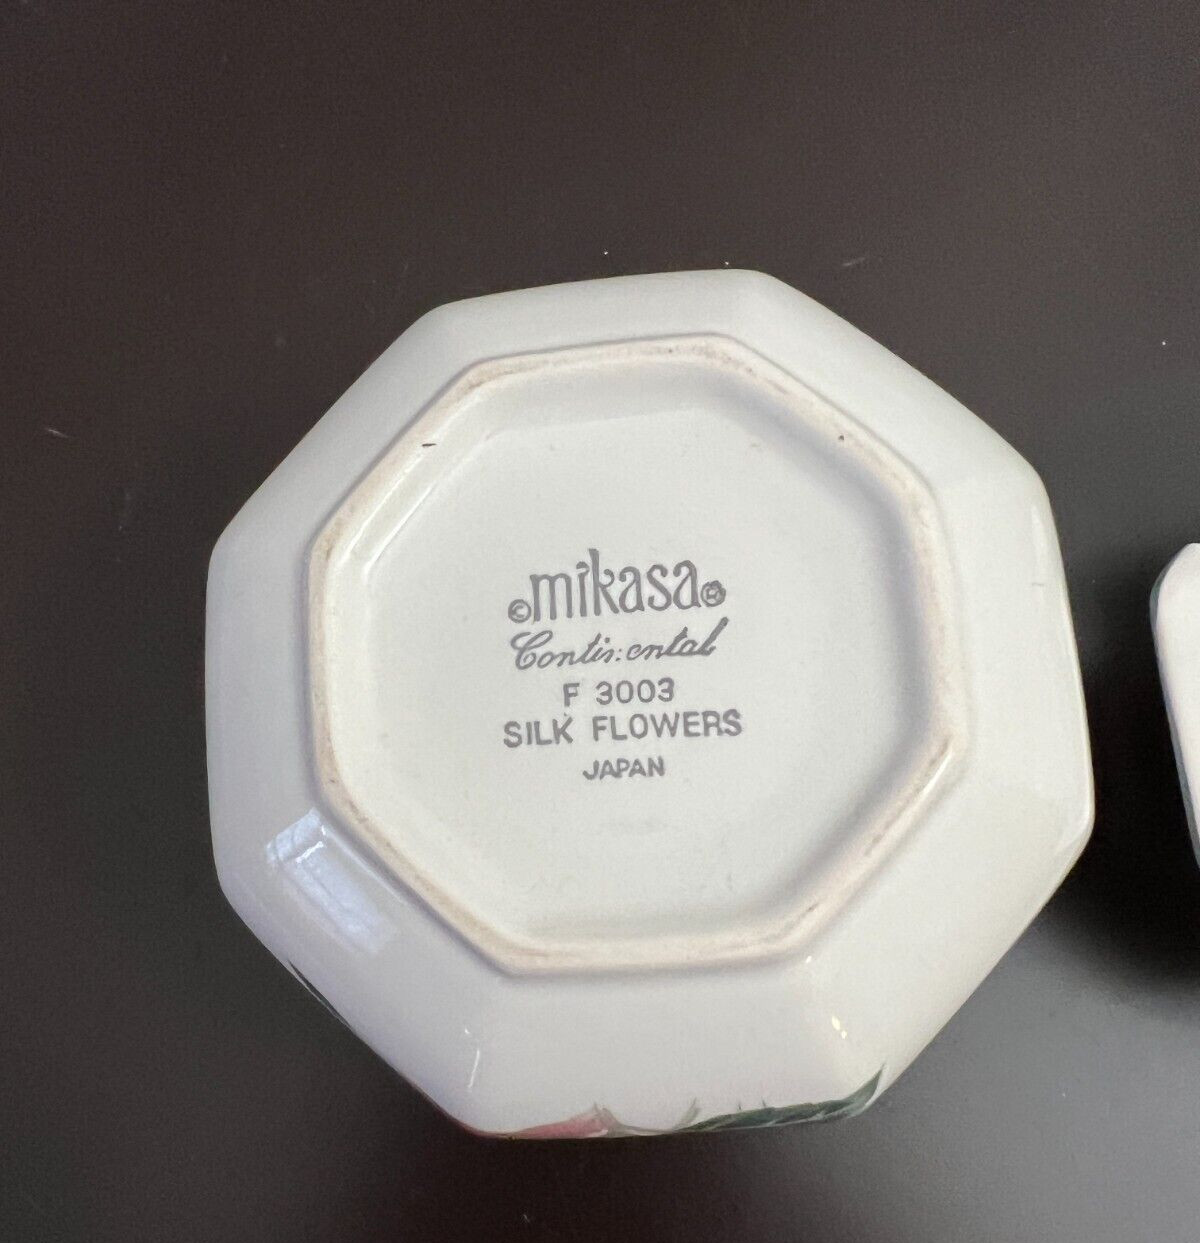 ©mikasa®
Continental
F 3003
SILK FLOWERS
JAPAN